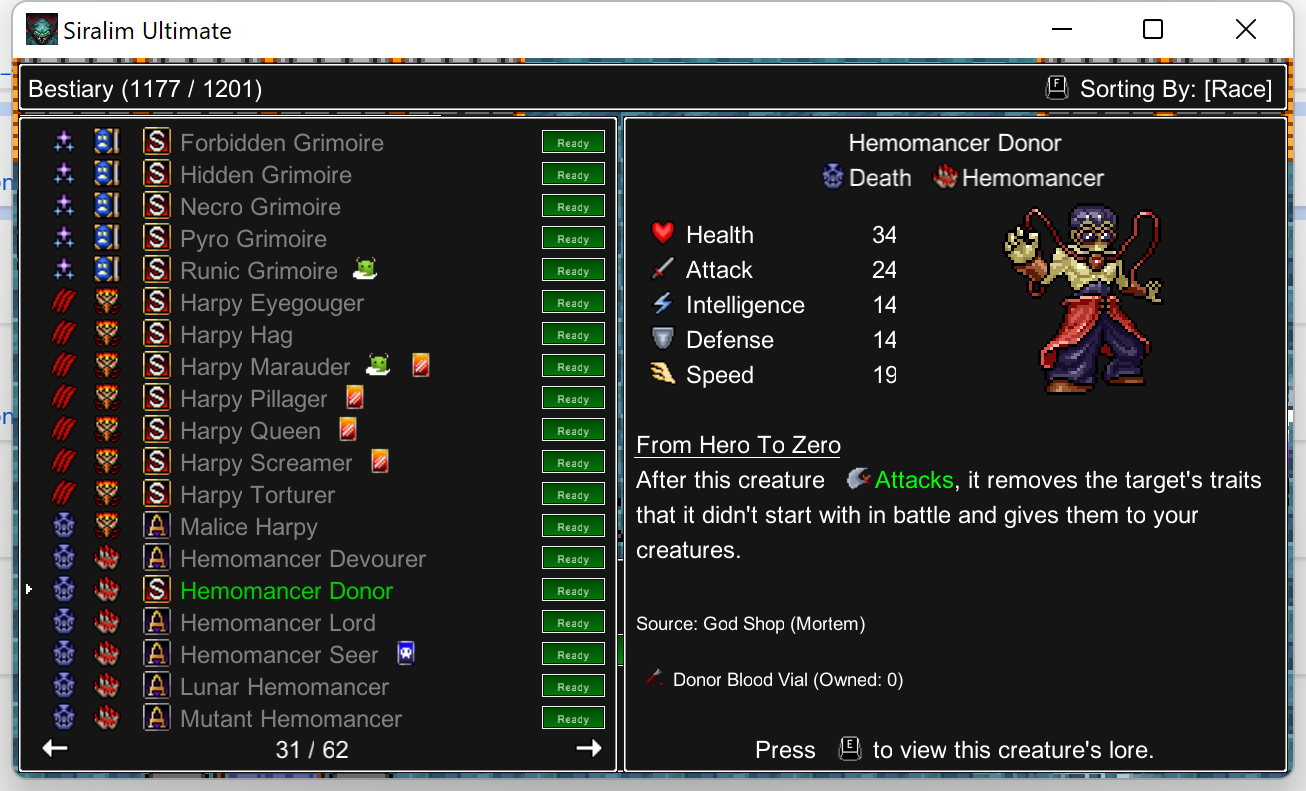 Siralim Ultimate
Bestiary (1177 / 1201)
F Sorting By: [Race]
S Forbidden Grimoire Ready
S Hidden Grimoire Ready
S Necro Grimoire Ready
S Pyro Grimoire Ready
S Runic Grimoire Ready
S Harpy Eyegouger Ready
S Harpy Hag Ready
S Harpy Marauder Ready
S Harpy Pillager Ready
S Harpy Queen Ready
S Harpy Screamer Ready
S Harpy Torturer Ready
A Malice Harpy Ready
A Hemomancer Devourer Ready
S Hemomancer Donor Ready
A Hemomancer Lord Ready
A Hemomancer Seer Ready
A Lunar Hemomancer Ready
A Mutant Hemomancer Ready
31 / 62
Hemomancer Donor
Death Hemomancer
Health 34
Attack 24
Intelligence 14
Defense 14
Speed 19
From Hero To Zero
After this creature Attacks, it removes the target's traits
that it didn't start with in battle and gives them to your
creatures.
Source: God Shop (Mortem)
Donor Blood Vial (Owned: 0)
Press E to view this creature's lore.